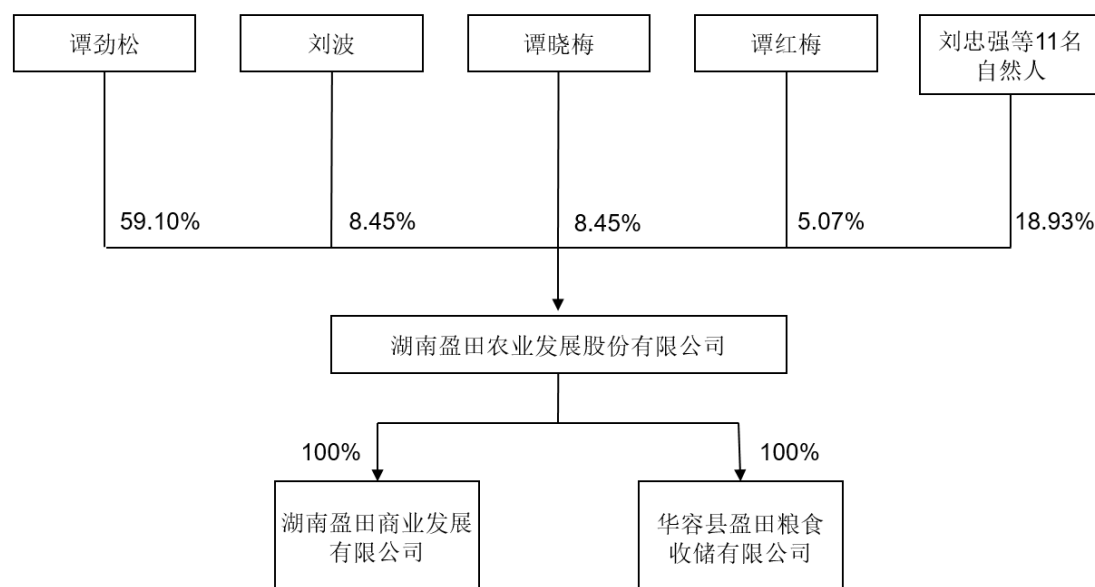 谭劲松
刘波
谭晓梅
谭红梅
刘忠强等11名
自然人
59.10%
8.45%
8.45%
5.07%
18.93%
湖南盈田农业发展股份有限公司
100%
100%
湖南盈田商业发展
有限公司
华容县盈田粮食
收储有限公司